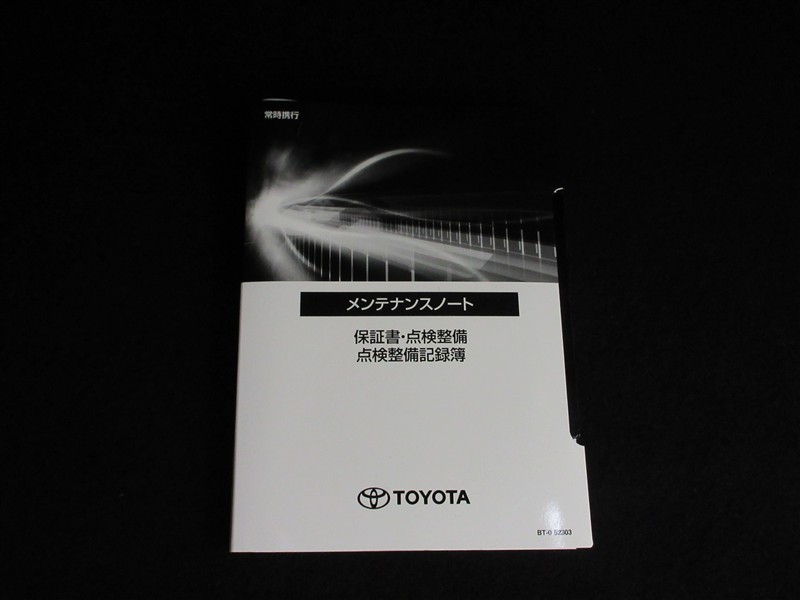 常時携行
メンテナンスノート
保証書・点検整備
点検整備記録簿
TOYOTA